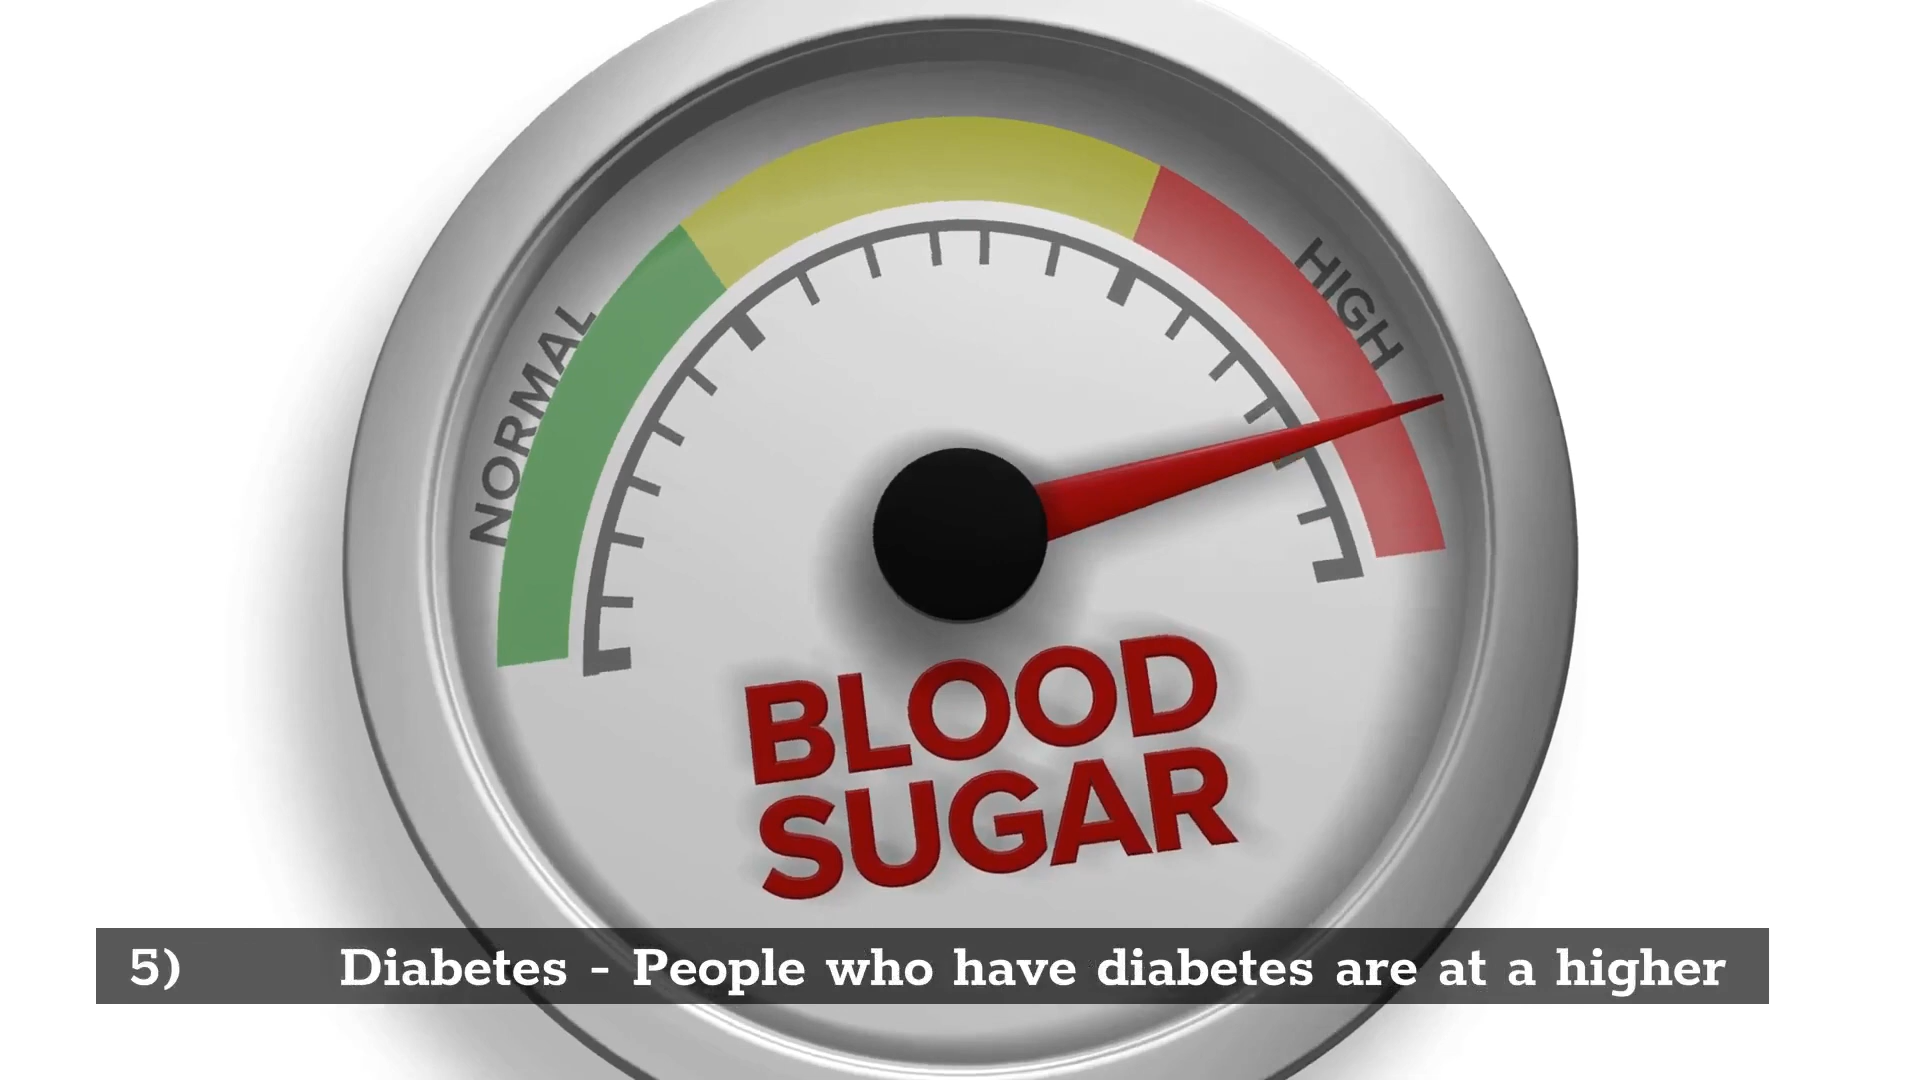 NORMAL
HIGH
BLOOD
SUGAR
5) Diabetes - People who have diabetes are at a higher